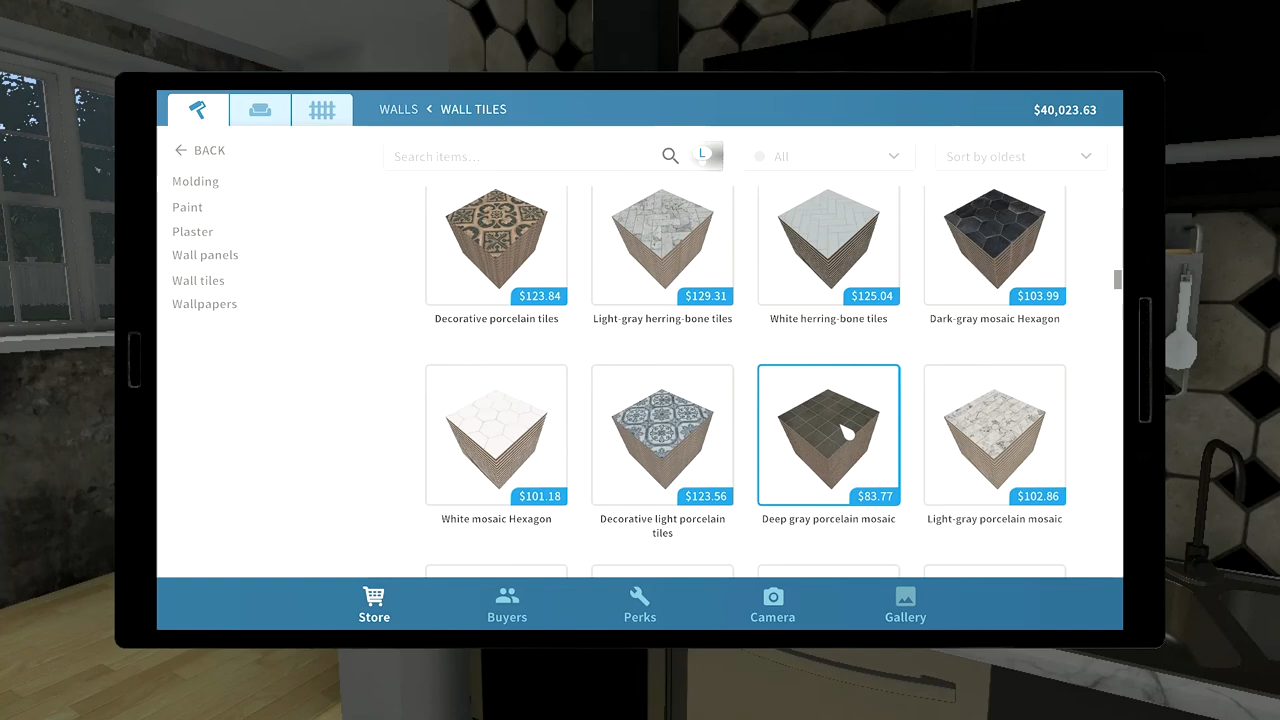 WALLS < WALL TILES
$40,023.63
BACK
Search items...
L
All
Sort by oldest
Molding
Paint
Plaster
Wall panels
Wall tiles
Wallpapers
$123.84
$129.31
$125.04
$103.99
Decorative porcelain tiles
Light-gray herring-bone tiles
White herring-bone tiles
Dark-gray mosaic Hexagon
$101.18
$123.56
$83.77
$102.86
White mosaic Hexagon
Decorative light porcelain
tiles
Deep gray porcelain mosaic
Light-gray porcelain mosaic
Store
Buyers
Perks
Camera
Gallery